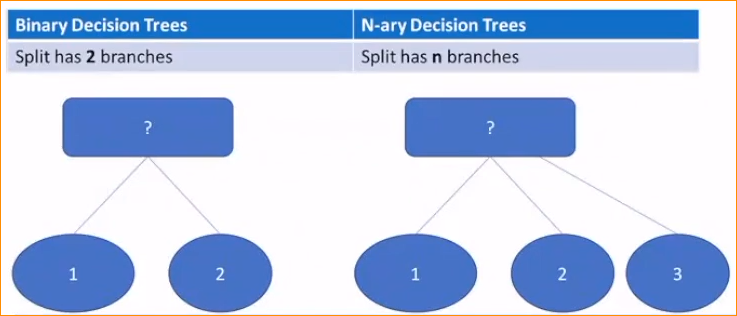 Binary Decision Trees
N-ary Decision Trees
Split has 2 branches
Split has n branches
?
?
1
2
1
2
3